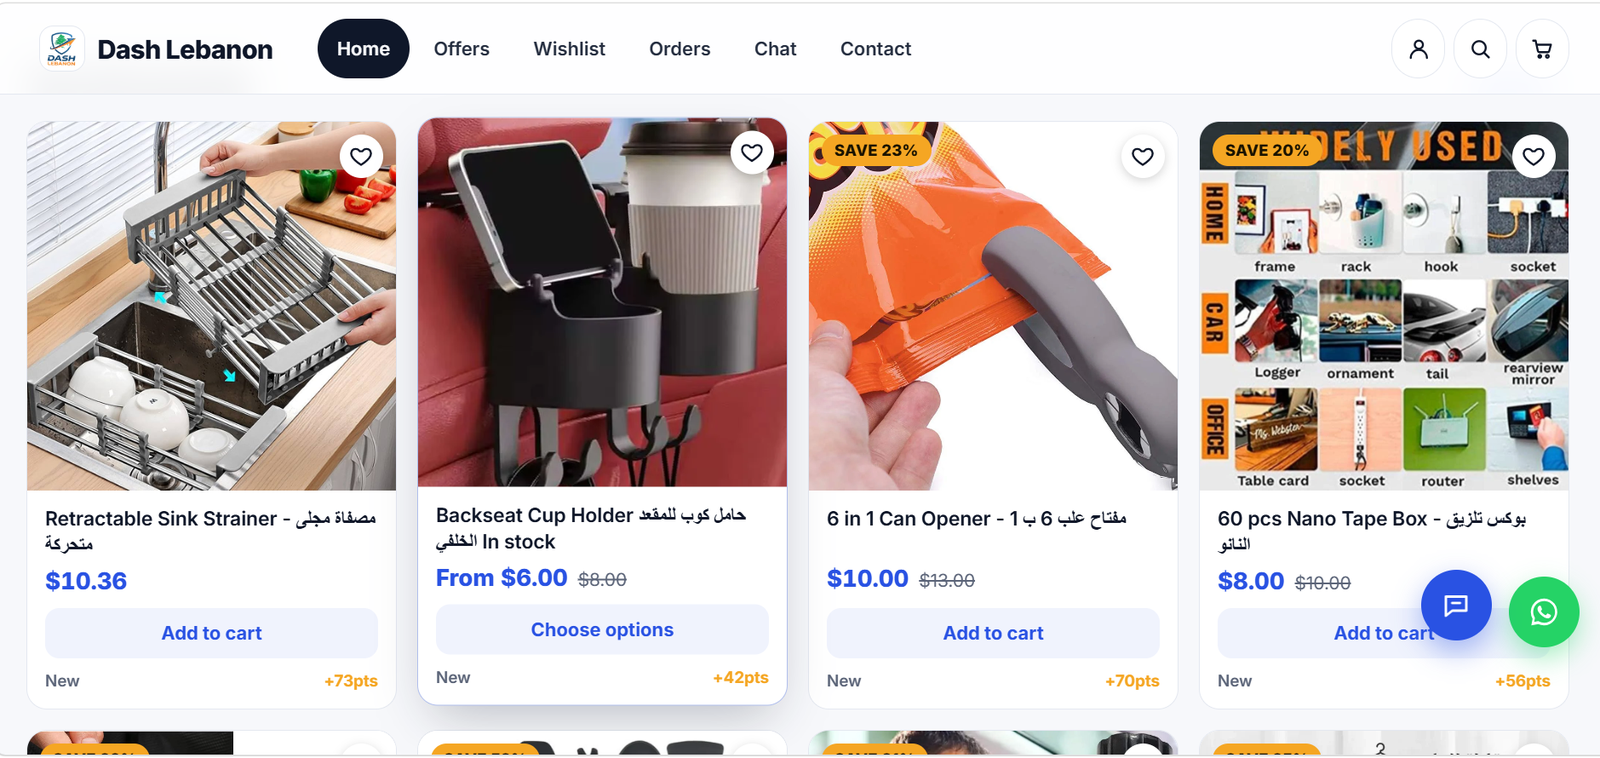 DASH
LEBANON
Dash Lebanon
Home
Offers
Wishlist
Orders
Chat
Contact
Retractable Sink Strainer - مصفاة مجلى
متحركة
$10.36
Add to cart
New
+73pts
Backseat Cup Holder حامل كوب للمقعد
الخلفي In stock
From $6.00 $8.00
Choose options
New
+42pts
SAVE 23%
6 in 1 Can Opener - مفتاح علب 6 ب 1
$10.00 $13.00
Add to cart
New
+70pts
SAVE 20%
WIDELY USED
HOME
frame
rack
hook
socket
CAR
Logger
ornament
tail
rearview
mirror
OFFICE
Ms. Webster
Table card
socket
router
shelves
60 pcs Nano Tape Box - بوكس تلزيق
النانو
$8.00 $10.00
Add to cart
New
+56pts